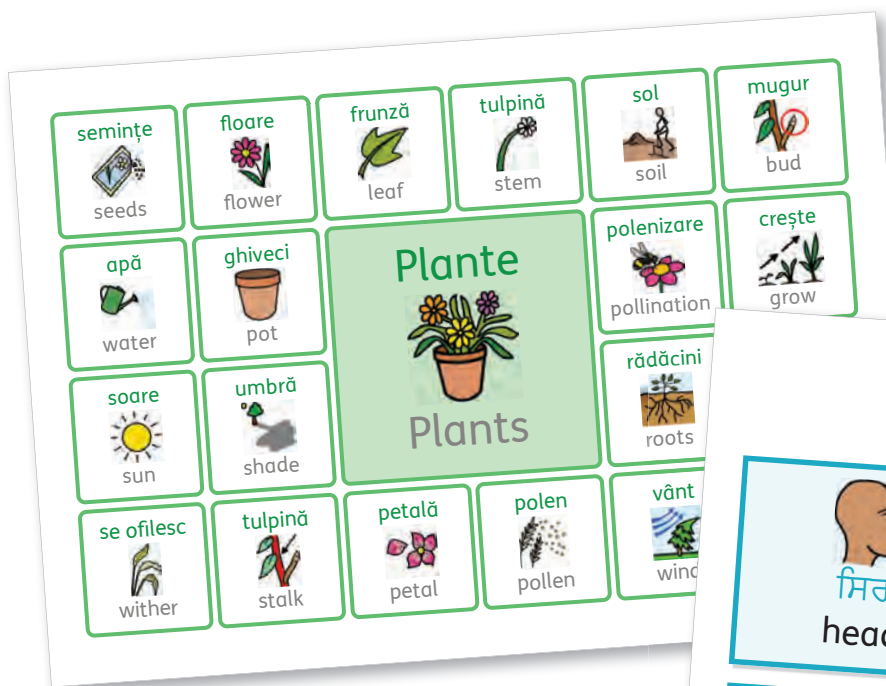 semințe
seeds
floare
flower
frunză
leaf
tulpină
stem
sol
soil
mugur
bud
apă
water
ghiveci
pot
Plante
Plants
polenizare
pollination
crește
grow
soare
sun
umbră
shade
rădăcini
roots
se ofilesc
wither
tulpină
stalk
petală
petal
polen
pollen
vânt